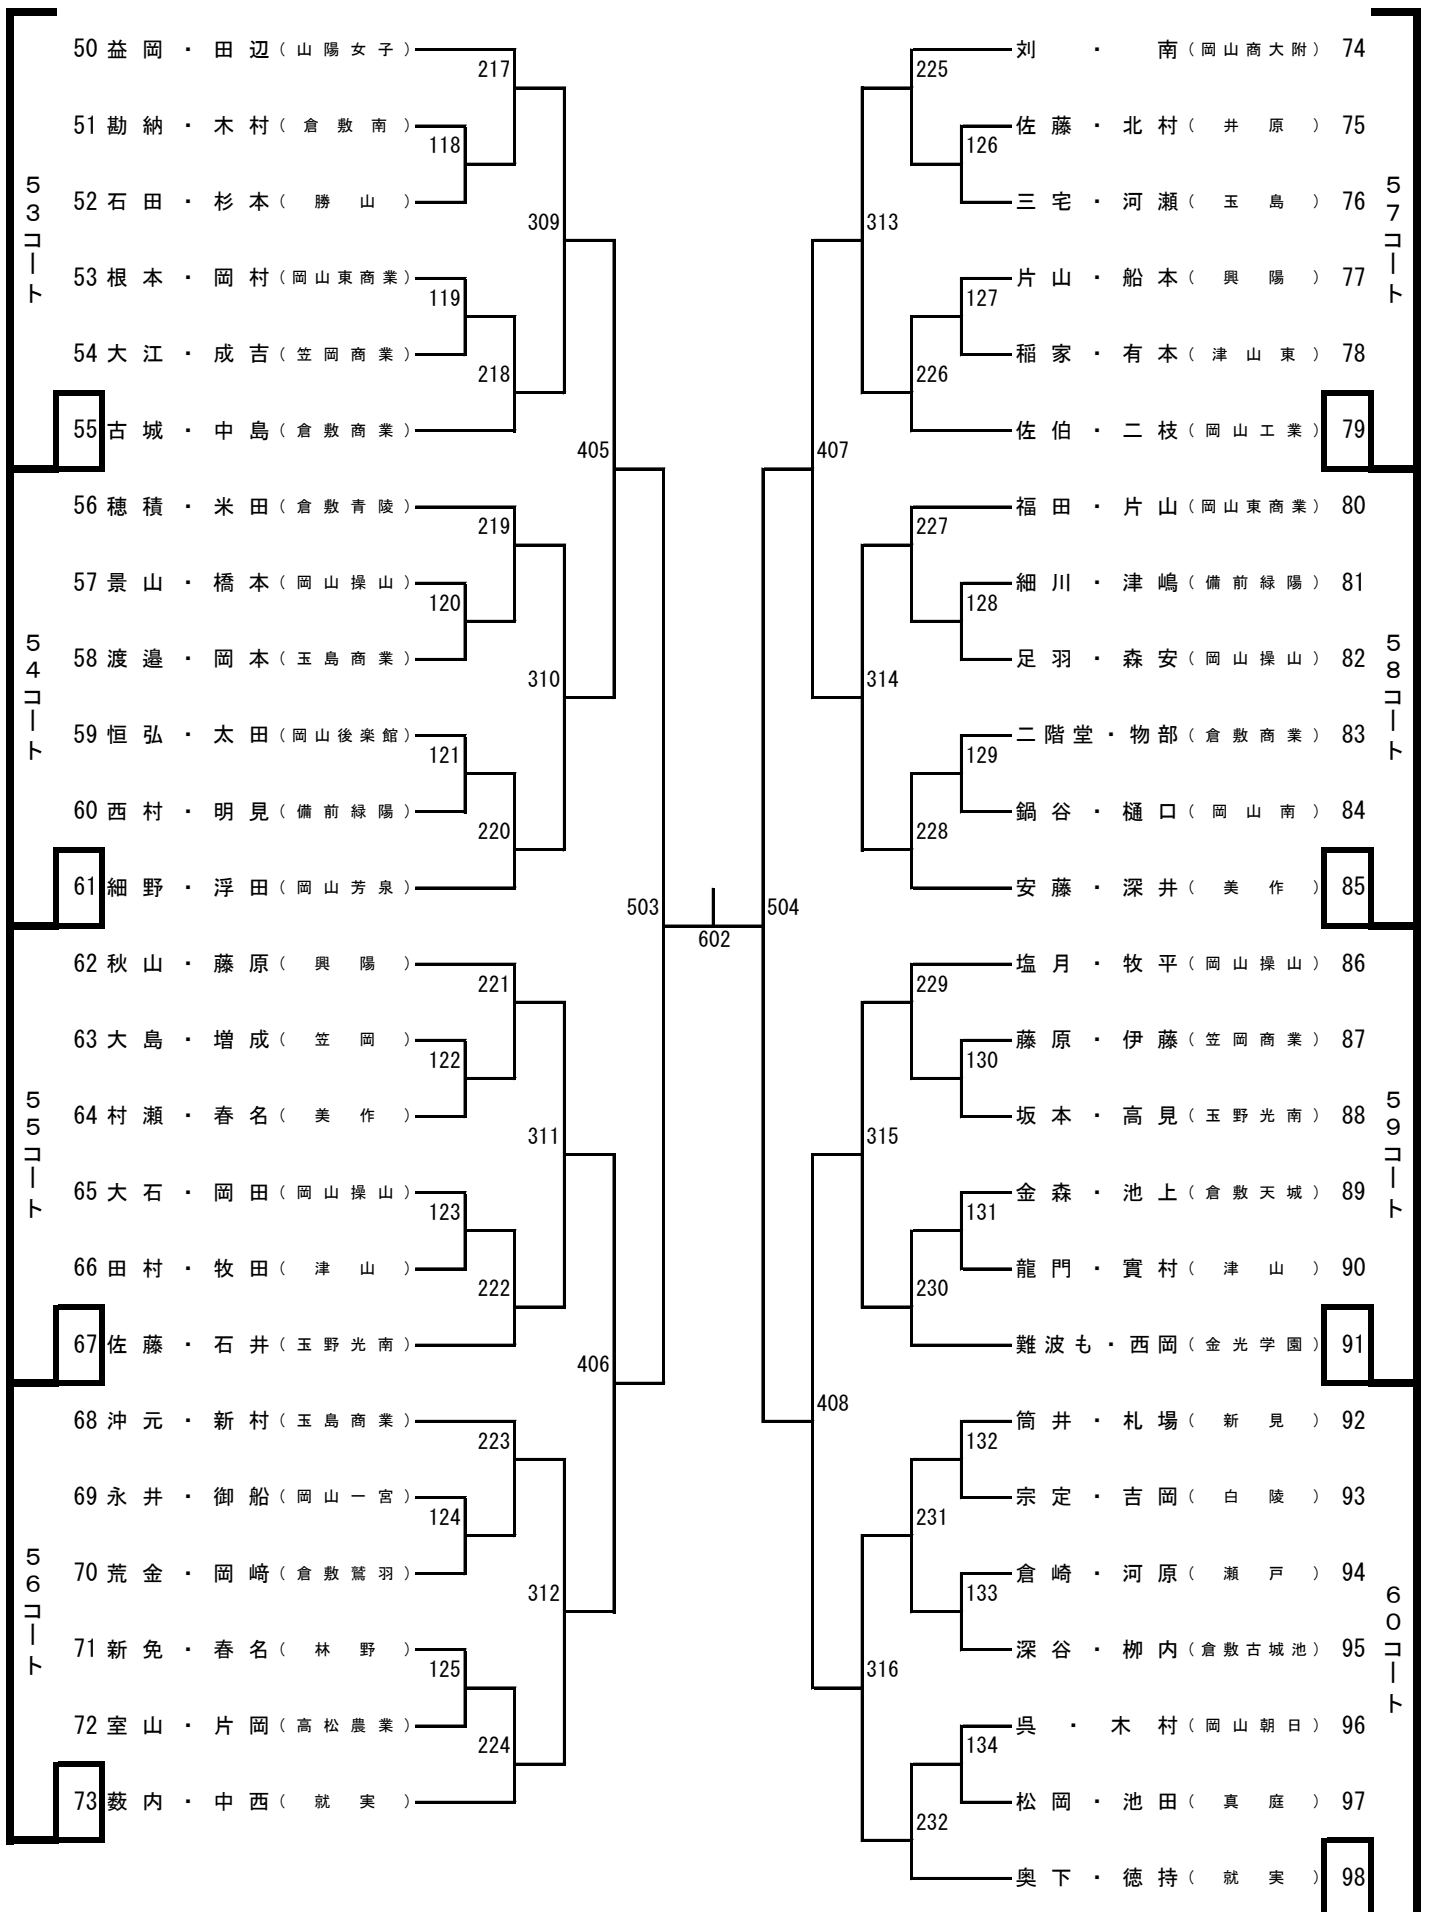 53コート
50 益岡・田辺（山陽女子）
51 勘納・木村（倉敷南）
52 石田・杉本（勝山）
53 根本・岡村（岡山東商業）
54 大江・成吉（笠岡商業）
55 古城・中島（倉敷商業）
54コート
56 穂積・米田（倉敷青陵）
57 景山・橋本（岡山操山）
58 渡邉・岡本（玉島商業）
59 恒弘・太田（岡山後楽館）
60 西村・明見（備前緑陽）
61 細野・浮田（岡山芳泉）
55コート
62 秋山・藤原（興陽）
63 大島・増成（笠岡）
64 村瀬・春名（美作）
65 大石・岡田（岡山操山）
66 田村・牧田（津山）
67 佐藤・石井（玉野光南）
56コート
68 沖元・新村（玉島商業）
69 永井・御船（岡山一宮）
70 荒金・岡﨑（倉敷鷲羽）
71 新免・春名（林野）
72 室山・片岡（高松農業）
73 薮内・中西（就実）
118
119
120
121
122
123
124
125
217
218
219
220
221
222
223
224
309
310
311
312
405
406
503
602
504
407
408
313
314
315
316
225
226
227
228
229
230
231
232
126
127
128
129
130
131
132
133
134
刘・南（岡山商大附） 74
佐藤・北村（井原） 75
三宅・河瀬（玉島） 76
片山・船本（興陽） 77
稲家・有本（津山東） 78
佐伯・二枝（岡山工業） 79
57コート
福田・片山（岡山東商業） 80
細川・津嶋（備前緑陽） 81
足羽・森安（岡山操山） 82
二階堂・物部（倉敷商業） 83
鍋谷・樋口（岡山南） 84
安藤・深井（美作） 85
58コート
塩月・牧平（岡山操山） 86
藤原・伊藤（笠岡商業） 87
坂本・高見（玉野光南） 88
金森・池上（倉敷天城） 89
龍門・實村（津山） 90
難波も・西岡（金光学園） 91
59コート
筒井・札場（新見） 92
宗定・吉岡（白陵） 93
倉崎・河原（瀬戸） 94
深谷・栁内（倉敷古城池） 95
呉・木村（岡山朝日） 96
松岡・池田（真庭） 97
奥下・徳持（就実） 98
60コート